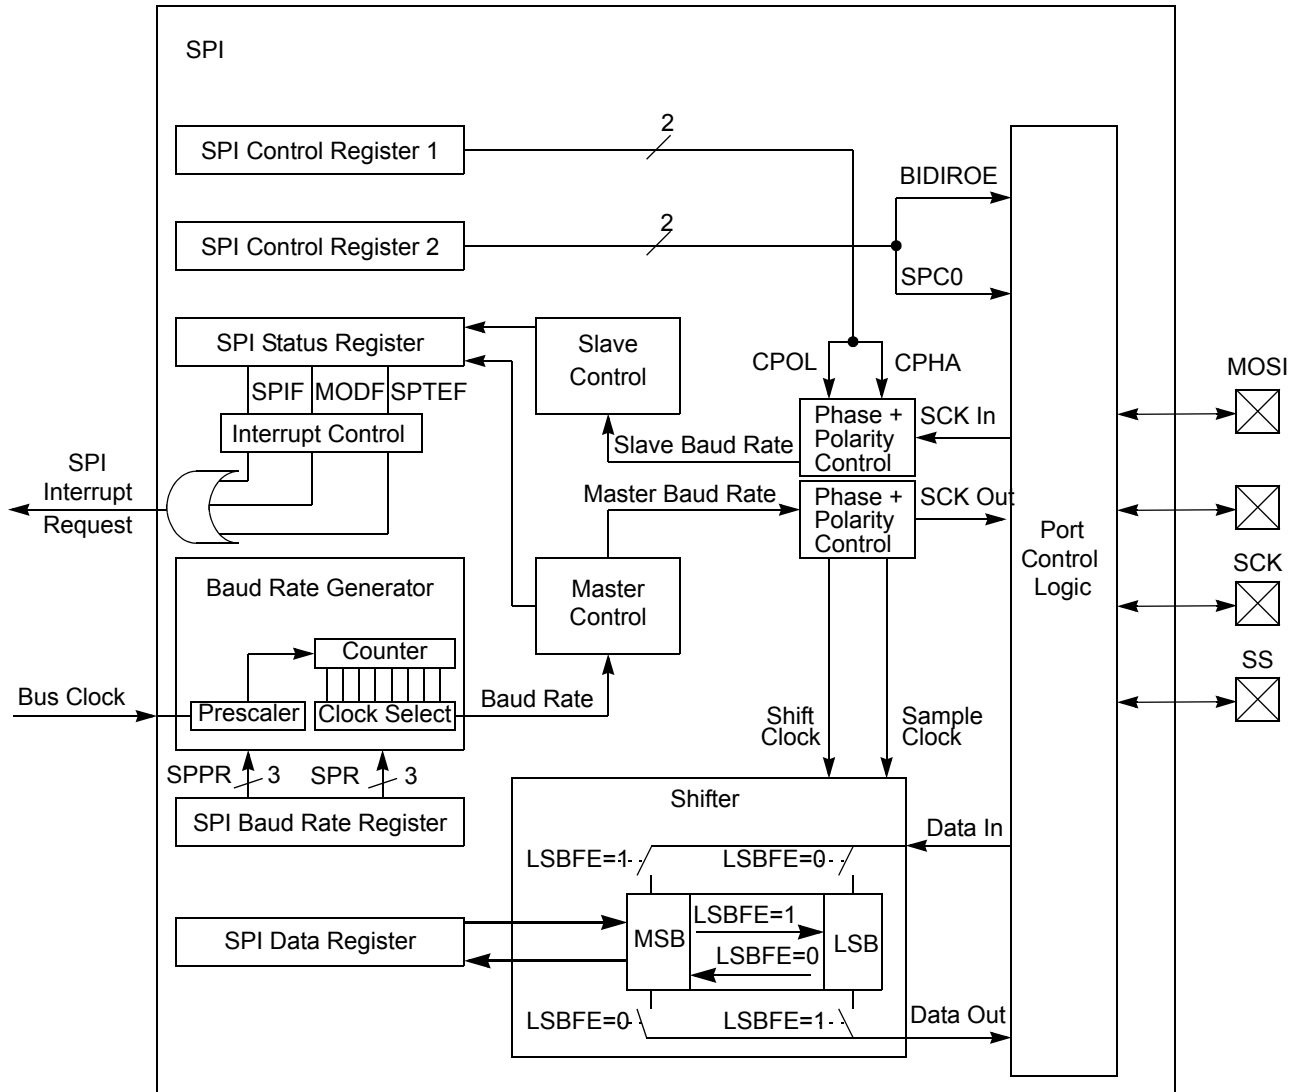 SPI
2
SPI Control Register 1
BIDIROE
2
SPI Control Register 2
SPC0
SPI Status Register
Slave
Control
CPOL
CPHA
MOSI
SPIF
MODF
SPTEF
Interrupt Control
Phase +
Polarity
Control
SCK In
Slave Baud Rate
SPI
Interrupt
Request
Master Baud Rate
Phase +
Polarity
Control
SCK Out
Port
Control
Logic
SCK
Baud Rate Generator
Master
Control
Counter
SS
Bus Clock
Prescaler
Clock Select
Baud Rate
Shift
Clock
Sample
Clock
SPPR
3
SPR
3
Shifter
SPI Baud Rate Register
Data In
LSBFE=1
LSBFE=0
SPI Data Register
MSB
LSBFE=1
LSBFE=0
LSB
LSBFE=0
LSBFE=1
Data Out